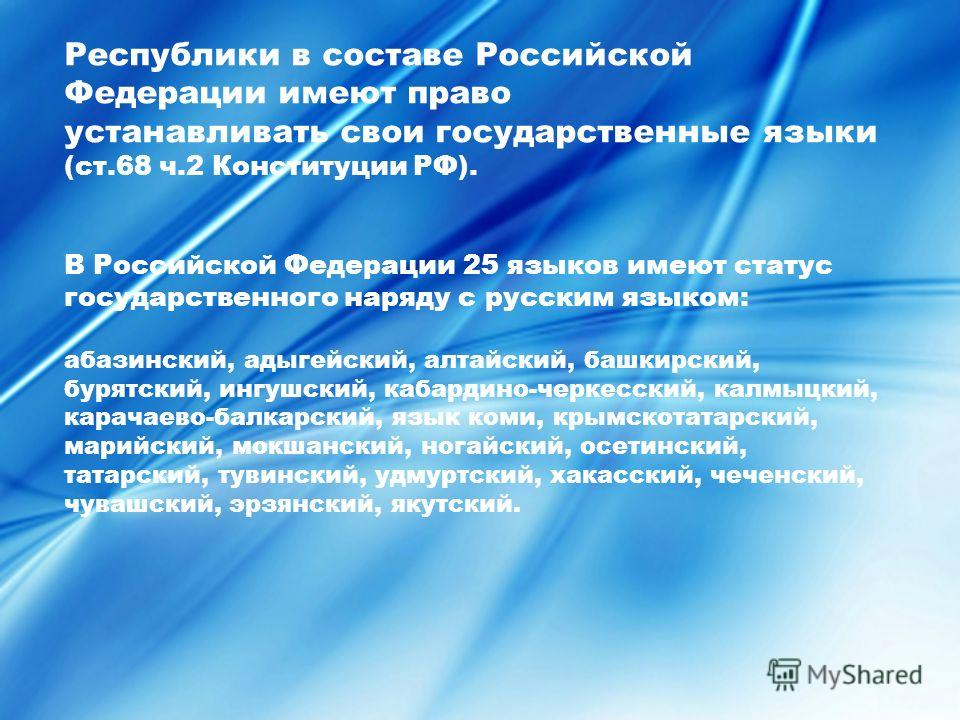 Республики в составе Российской
Федерации имеют право
устанавливать свои государственные языки
(ст.68 ч.2 Конституции РФ).
В Российской Федерации 25 языков имеют статус
государственного наряду с русским языком:
абазинский, адыгейский, алтайский, башкирский,
бурятский, ингушский, кабардино-черкесский, калмыцкий,
карачаево-балкарский, язык коми, крымскотатарский,
марийский, мокшанский, ногайский, осетинский,
татарский, тувинский, удмуртский, хакасский, чеченский,
чувашский, эрзянский, якутский.
MyShared